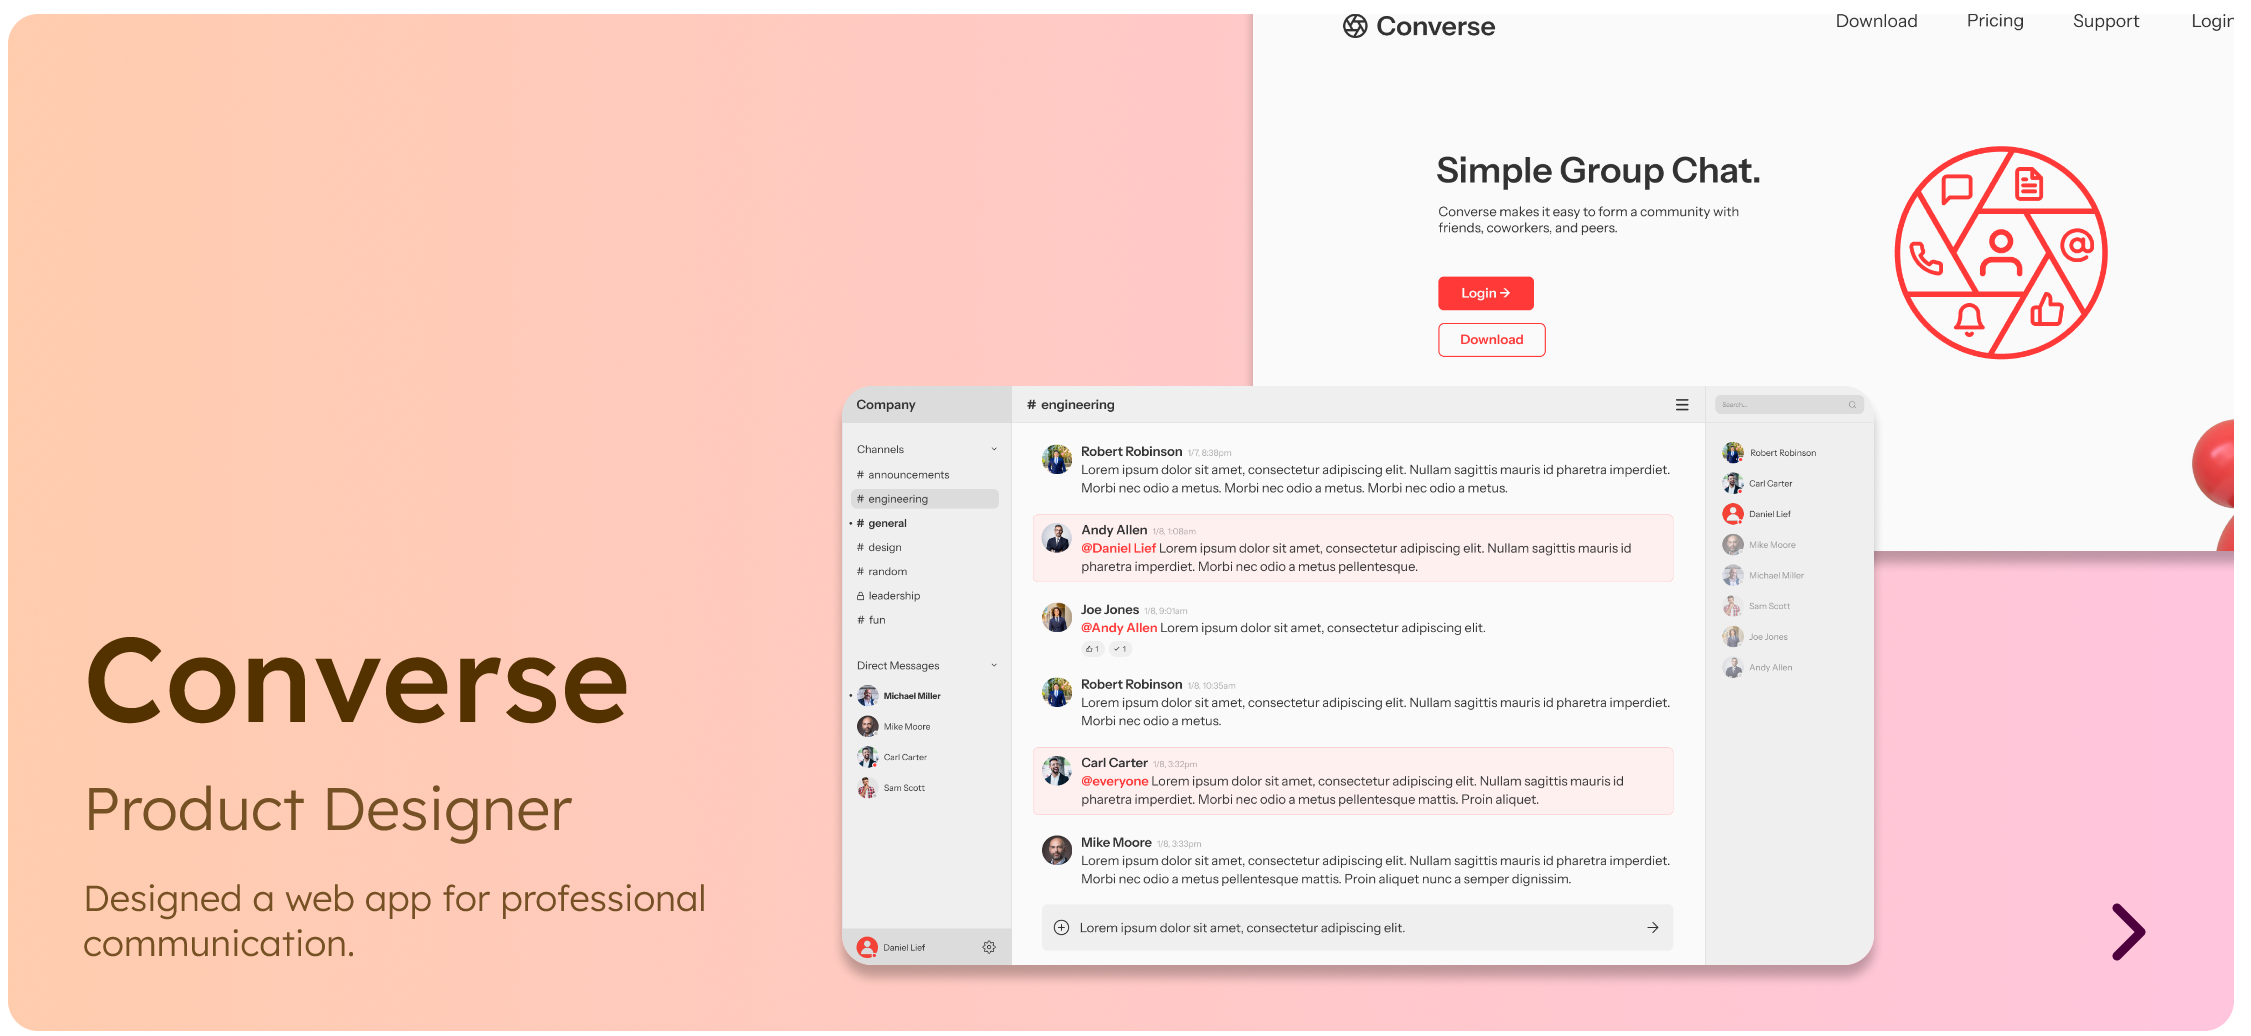 Converse
Download
Pricing
Support
Login
Simple Group Chat.
Converse makes it easy to form a community with
friends, coworkers, and peers.
Login →
Download
Converse
Product Designer
Designed a web app for professional
communication.
Company
Channels
# announcements
# engineering
# general
# design
# random
leadership
# fun
Direct Messages
Michael Miller
Mike Moore
Carl Carter
Sam Scott
Daniel Lief
# engineering
Robert Robinson 1/7, 8:38pm
Lorem ipsum dolor sit amet, consectetur adipiscing elit. Nullam sagittis mauris id pharetra imperdiet.
Morbi nec odio a metus. Morbi nec odio a metus. Morbi nec odio a metus.
Andy Allen 1/8, 1:08am
@Daniel Lief Lorem ipsum dolor sit amet, consectetur adipiscing elit. Nullam sagittis mauris id
pharetra imperdiet. Morbi nec odio a metus pellentesque.
Joe Jones 1/8, 9:01am
@Andy Allen Lorem ipsum dolor sit amet, consectetur adipiscing elit.
1
1
Robert Robinson 1/8, 10:35am
Lorem ipsum dolor sit amet, consectetur adipiscing elit. Nullam sagittis mauris id pharetra imperdiet.
Morbi nec odio a metus.
Carl Carter 1/8, 3:32pm
@everyone Lorem ipsum dolor sit amet, consectetur adipiscing elit. Nullam sagittis mauris id
pharetra imperdiet. Morbi nec odio a metus pellentesque mattis. Proin aliquet.
Mike Moore 1/8, 3:33pm
Lorem ipsum dolor sit amet, consectetur adipiscing elit. Nullam sagittis mauris id pharetra imperdiet.
Morbi nec odio a metus pellentesque mattis. Proin aliquet nunc a semper dignissim.
Lorem ipsum dolor sit amet, consectetur adipiscing elit.
Search...
Robert Robinson
Carl Carter
Daniel Lief
Mike Moore
Michael Miller
Sam Scott
Joe Jones
Andy Allen